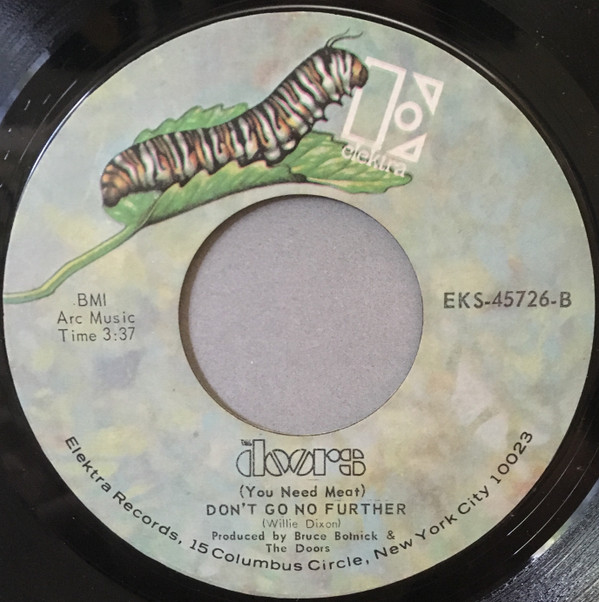 elektra
BMI
Arc Music
Time 3:37
EKS-45726-B
THE
doors
(You Need Meat)
DON'T GO NO FURTHER
(Willie Dixon)
Produced by Bruce Botnick &
The Doors
Elektra Records, 15 Columbus Circle, New York City 10023